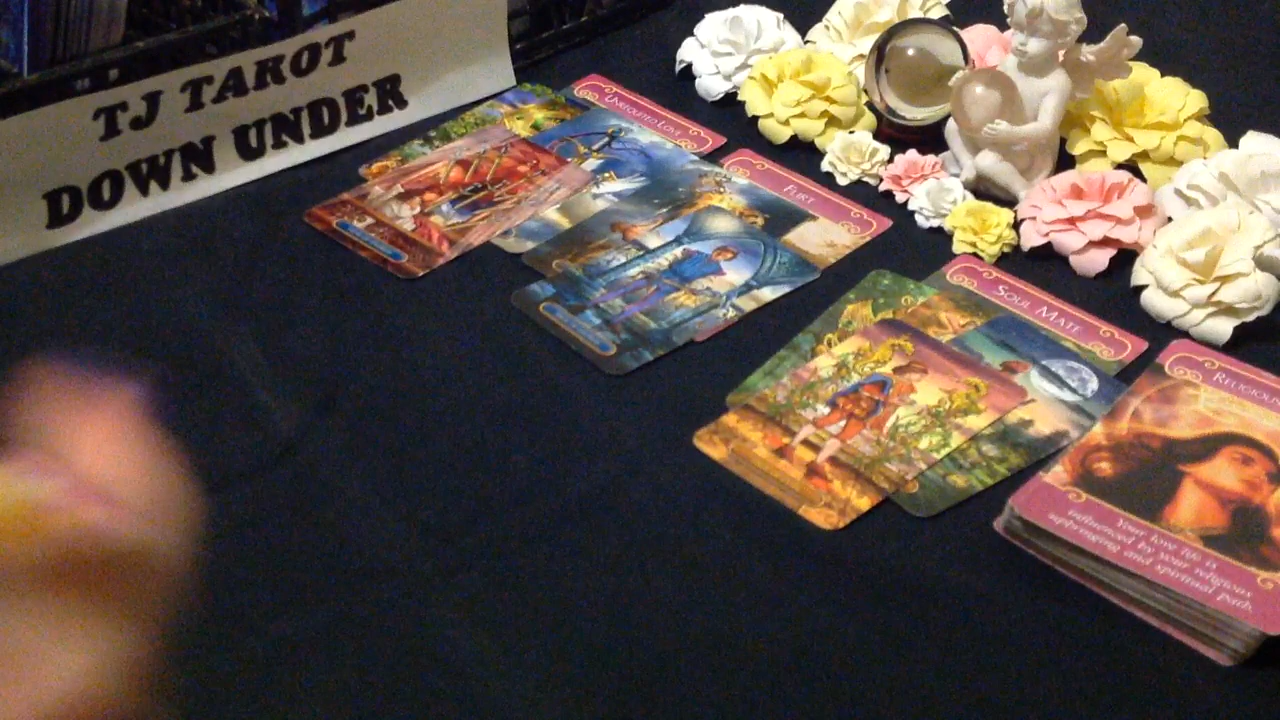 TJ TAROT
DOWN UNDER
UNREQUITED LOVE
FLIRT
SOUL MATE
RELIGIOUS
Your love life is
influenced by your religious
upbringing and spiritual path.